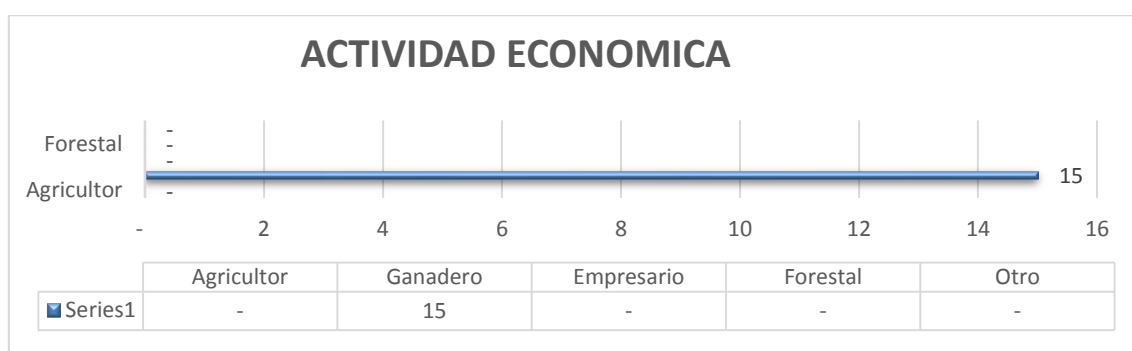 ACTIVIDAD ECONOMICA
Forestal
-
-
-
15
Agricultor
-
- 2 4 6 8 10 12 14 16
Agricultor Ganadero Empresario Forestal Otro
Series1 - 15 - - -